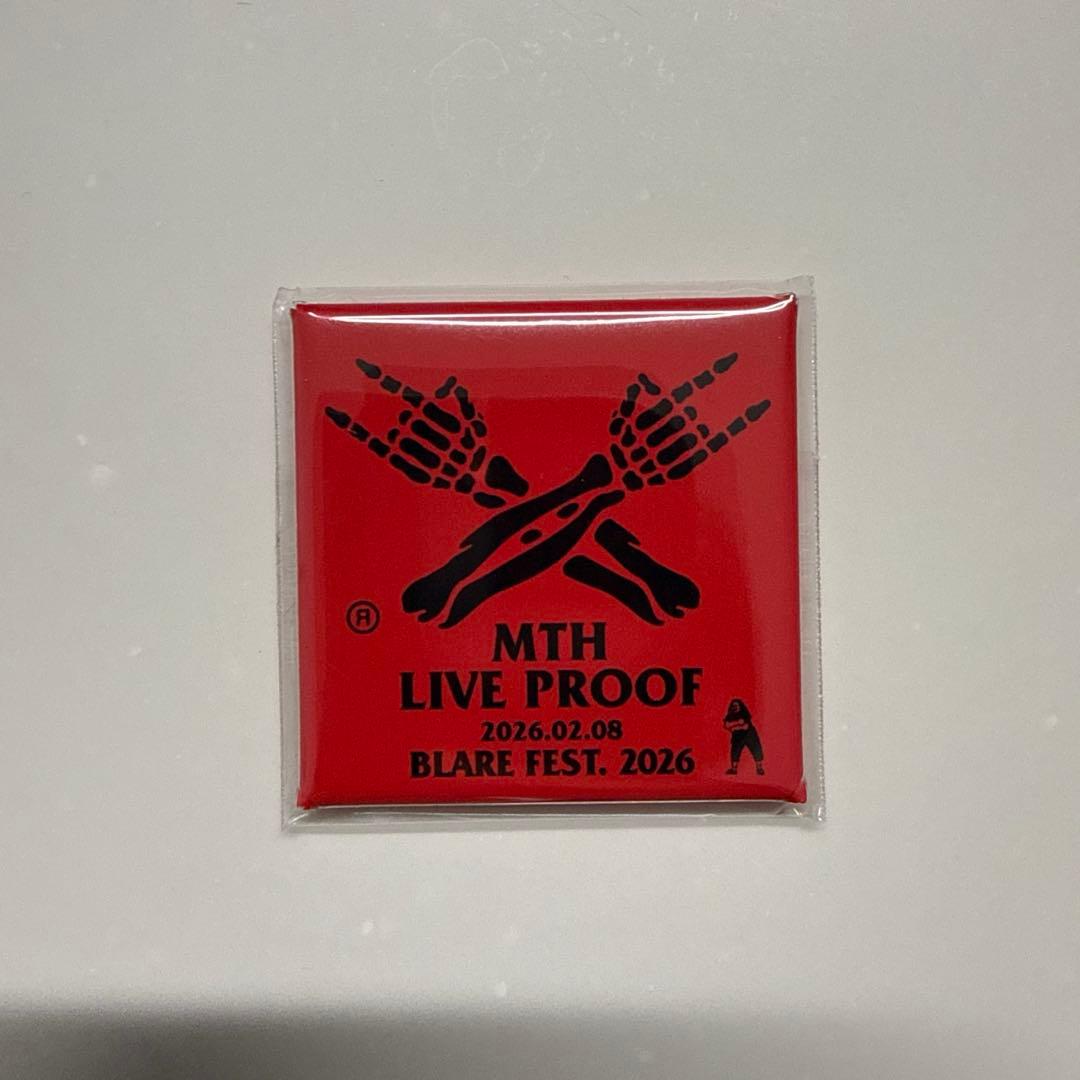 MTH
LIVE PROOF
2026.02.08
BLARE FEST. 2026